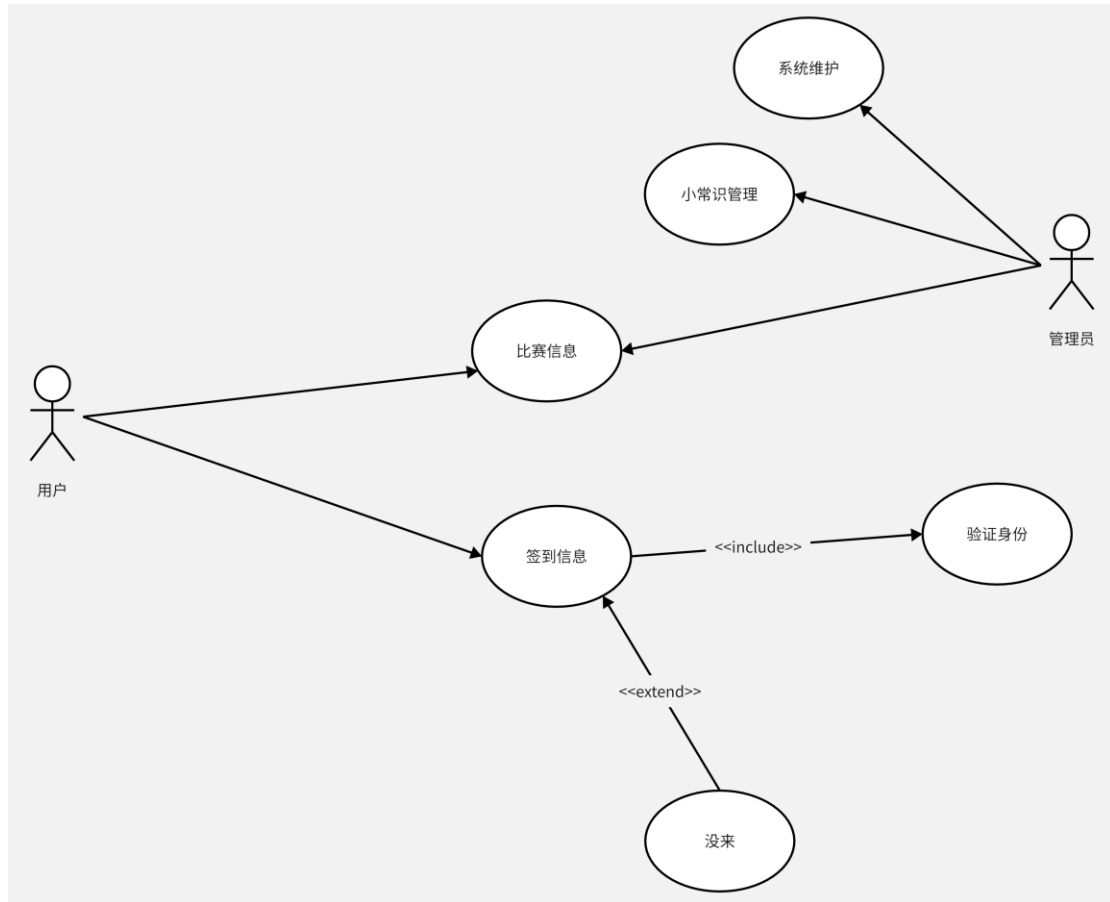 系统维护
小常识管理
管理员
比赛信息
用户
签到信息
<<include>>
验证身份
<<extend>>
没来